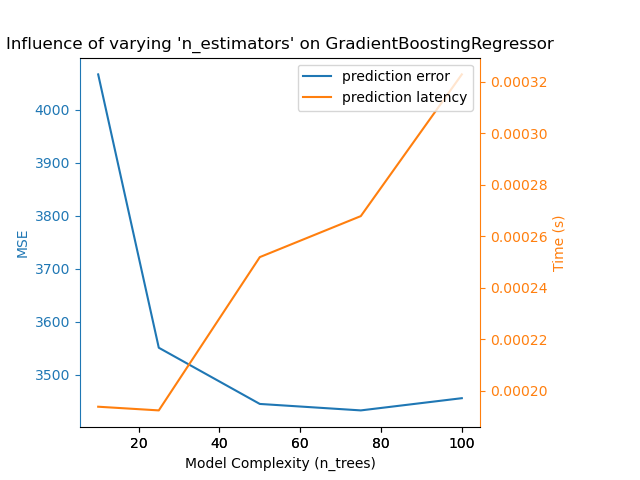 Influence of varying 'n_estimators' on GradientBoostingRegressor
prediction error
prediction latency
4000
3900
3800
3700
3600
3500
MSE
0.00032
0.00030
0.00028
0.00026
0.00024
0.00022
0.00020
Time (s)
20 40 60 80 100
Model Complexity (n_trees)